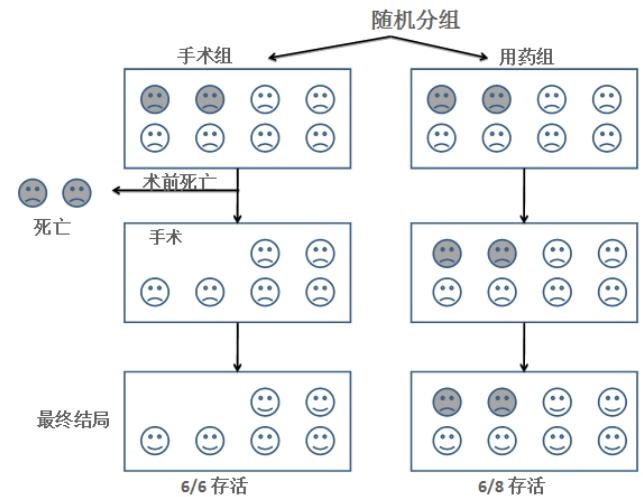 随机分组
手术组
用药组
术前死亡
死亡
手术
最终结局
6/6 存活
6/8 存活